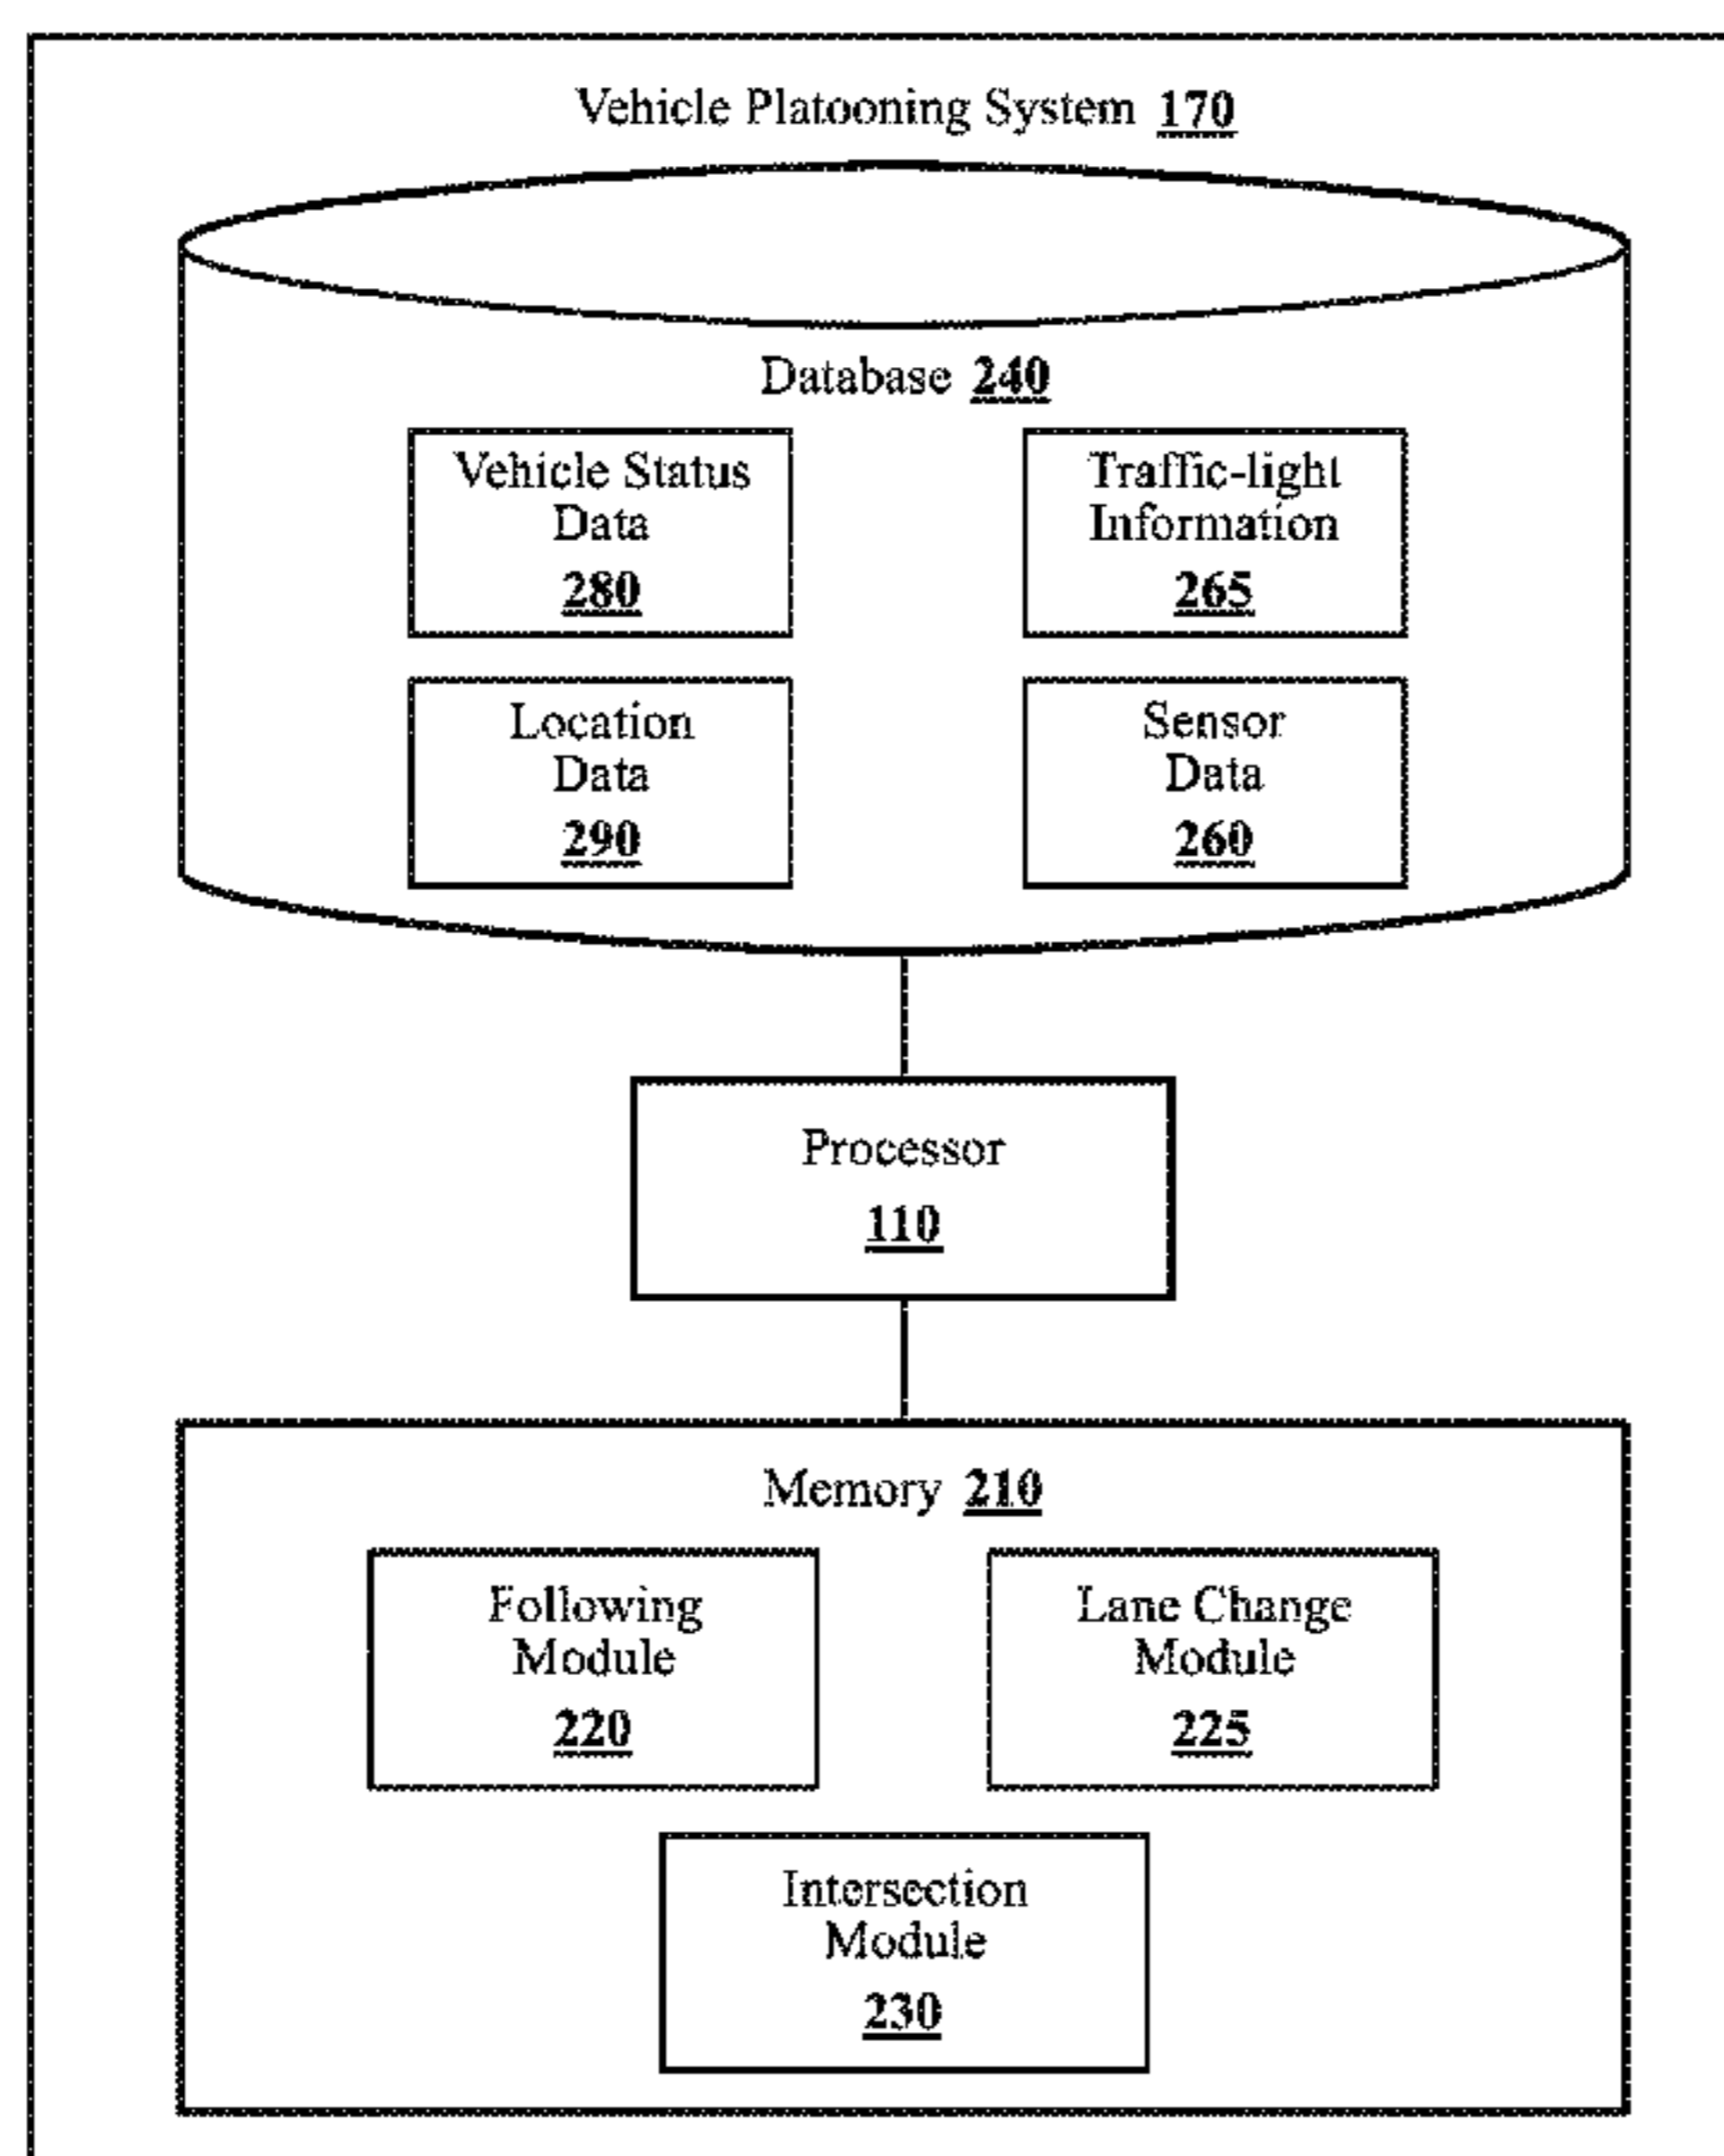 Vehicle Platooning System 170
Database 240
Vehicle Status
Data
280
Traffic-light
Information
265
Location
Data
290
Sensor
Data
260
Processor
110
Memory 210
Following
Module
220
Lane Change
Module
225
Intersection
Module
230